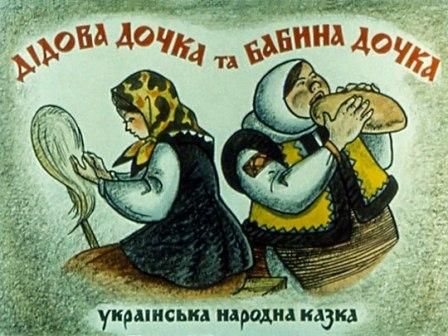 ДІДОВА ДОЧКА ТА БАБИНА ДОЧКА
УКРАЇНСЬКА НАРОДНА КАЗКА